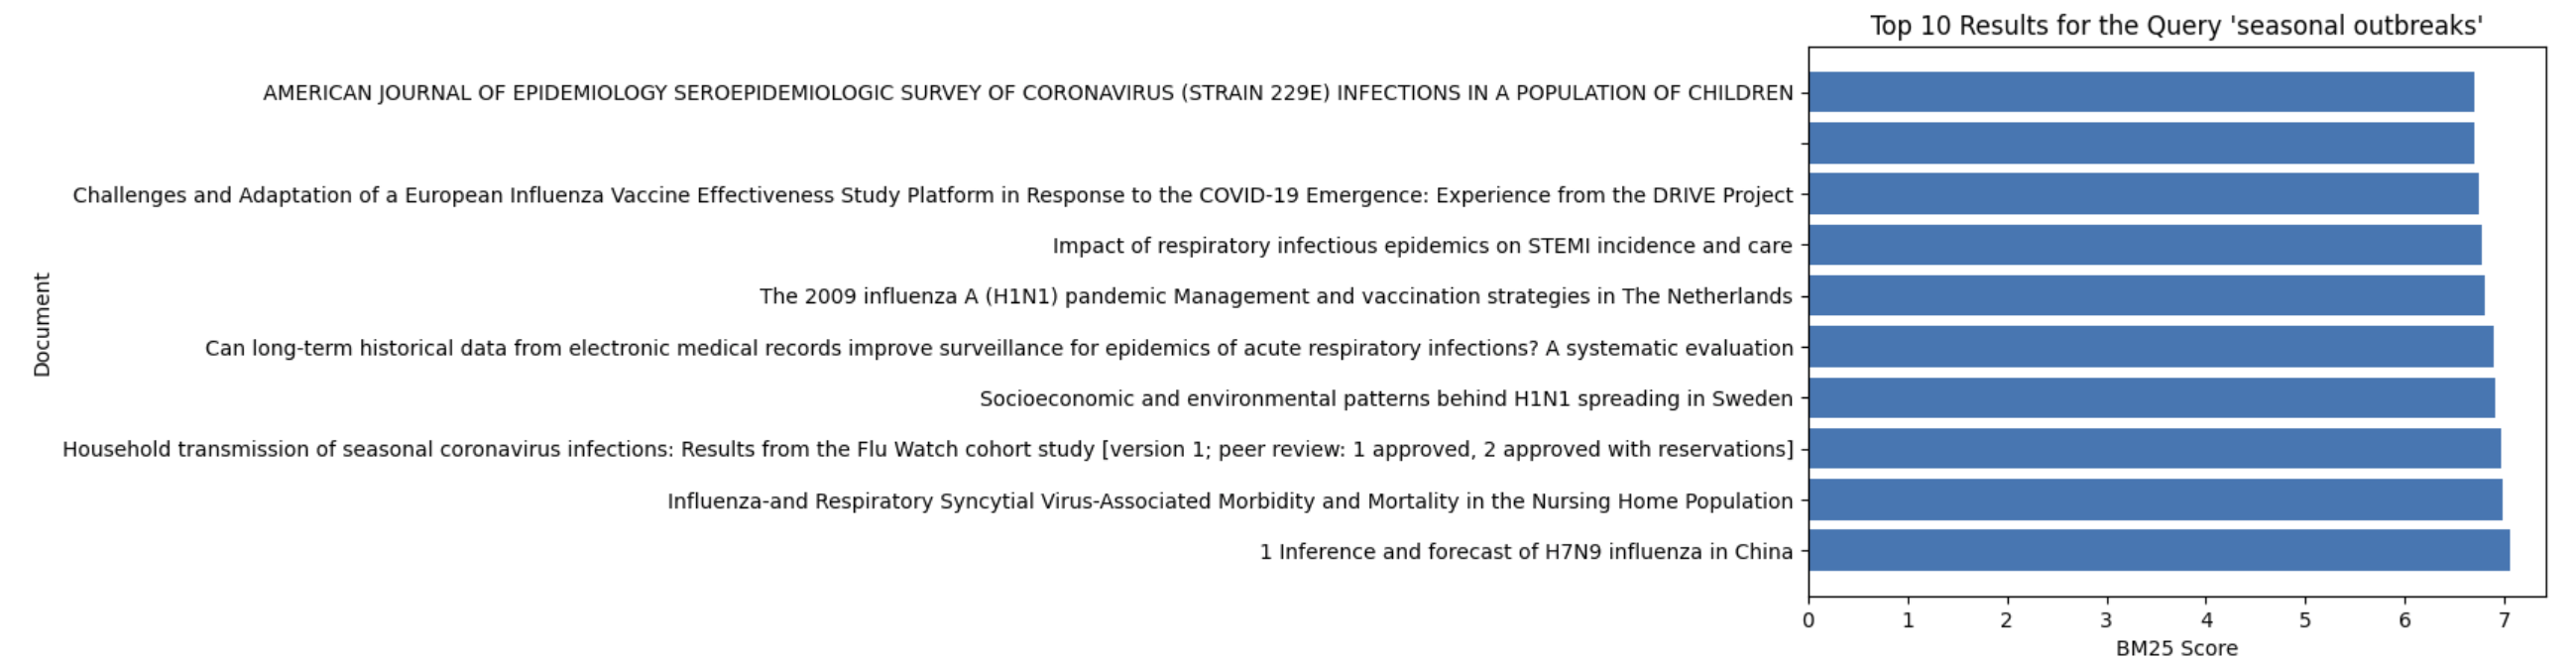 Top 10 Results for the Query 'seasonal outbreaks'
AMERICAN JOURNAL OF EPIDEMIOLOGY SEROEPIDEMIOLOGIC SURVEY OF CORONAVIRUS (STRAIN 229E) INFECTIONS IN A POPULATION OF CHILDREN
Challenges and Adaptation of a European Influenza Vaccine Effectiveness Study Platform in Response to the COVID-19 Emergence: Experience from the DRIVE Project
Impact of respiratory infectious epidemics on STEMI incidence and care
The 2009 influenza A (H1N1) pandemic Management and vaccination strategies in The Netherlands
Can long-term historical data from electronic medical records improve surveillance for epidemics of acute respiratory infections? A systematic evaluation
Socioeconomic and environmental patterns behind H1N1 spreading in Sweden
Household transmission of seasonal coronavirus infections: Results from the Flu Watch cohort study [version 1; peer review: 1 approved, 2 approved with reservations]
Influenza-and Respiratory Syncytial Virus-Associated Morbidity and Mortality in the Nursing Home Population
1 Inference and forecast of H7N9 influenza in China
Document
0 1 2 3 4 5 6 7
BM25 Score